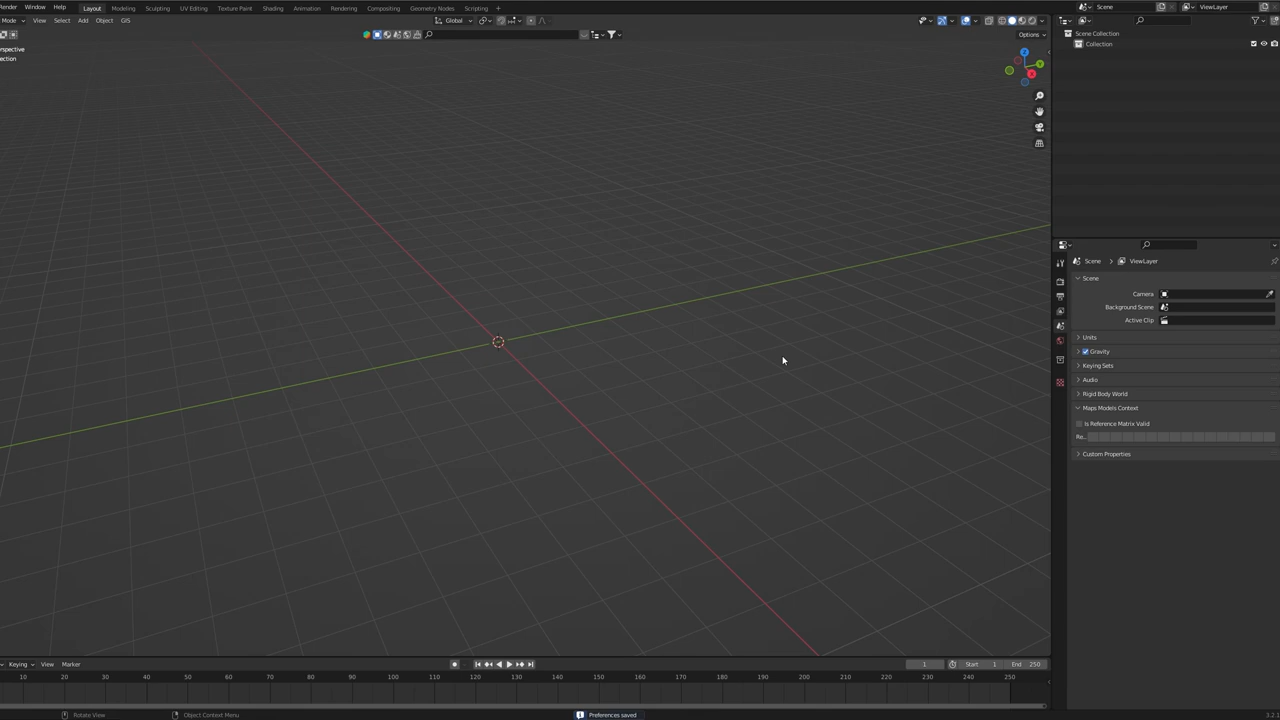 Render Window Help Layout Modeling Sculpting UV Editing Texture Paint Shading Animation Rendering Compositing Geometry Nodes Scripting + Scene ViewLayer
Mode View Select Add Object GIS Global
Options
rspective
ection
Z
Y
X
Scene Collection
Collection
Scene > ViewLayer
Scene
Camera
Background Scene
Active Clip
Units
Gravity
Keying Sets
Audio
Rigid Body World
Maps Models Context
Is Reference Matrix Valid
Re..
Custom Properties
Keying View Marker 1 Start 1 End 250
10 20 30 40 50 60 70 80 90 100 110 120 130 140 150 160 170 180 190 200 210 220 230 240 250
Rotate View Object Context Menu Preferences saved 3.2.